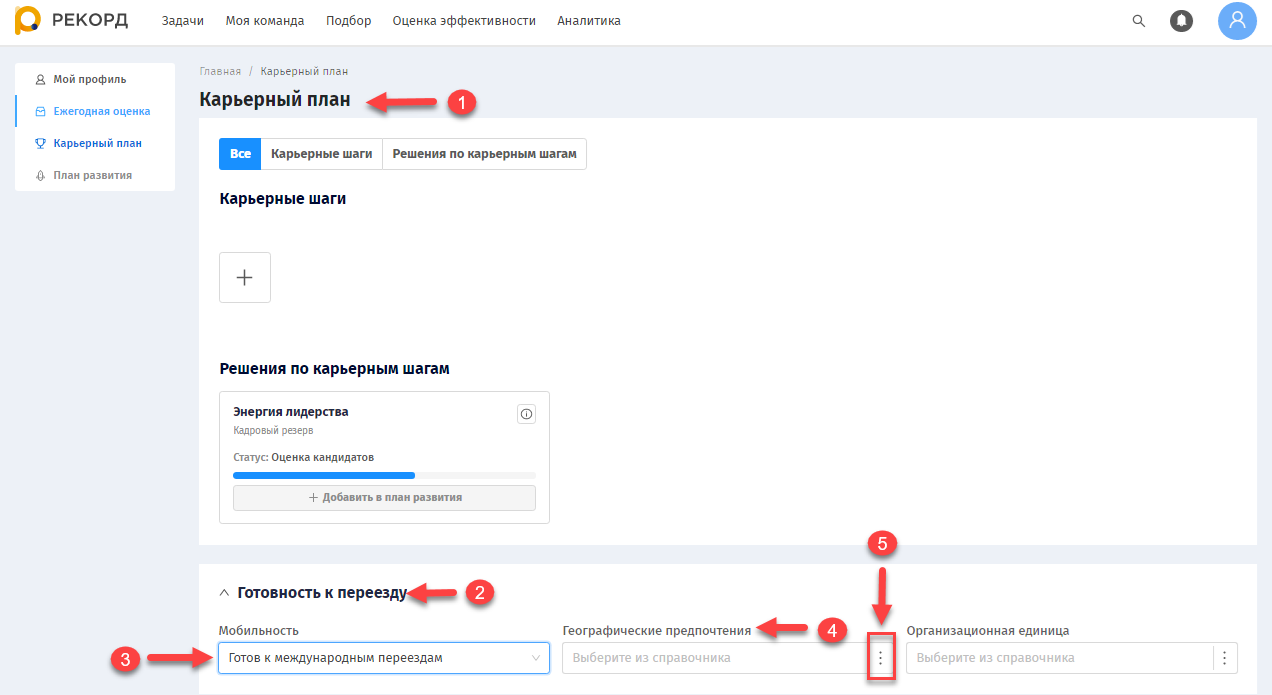 РЕКОРД Задачи Моя команда Подбор Оценка эффективности Аналитика
Мой профиль
Ежегодная оценка
Карьерный план
План развития
Главная / Карьерный план
Карьерный план 1
Все Карьерные шаги Решения по карьерным шагам
Карьерные шаги
Решения по карьерным шагам
Энергия лидерства
Кадровый резерв
Статус: Оценка кандидатов
+ Добавить в план развития
5
Готовность к переезду 2
Мобильность Географические предпочтения 4 Организационная единица
3 Готов к международным переездам Выберите из справочника Выберите из справочника